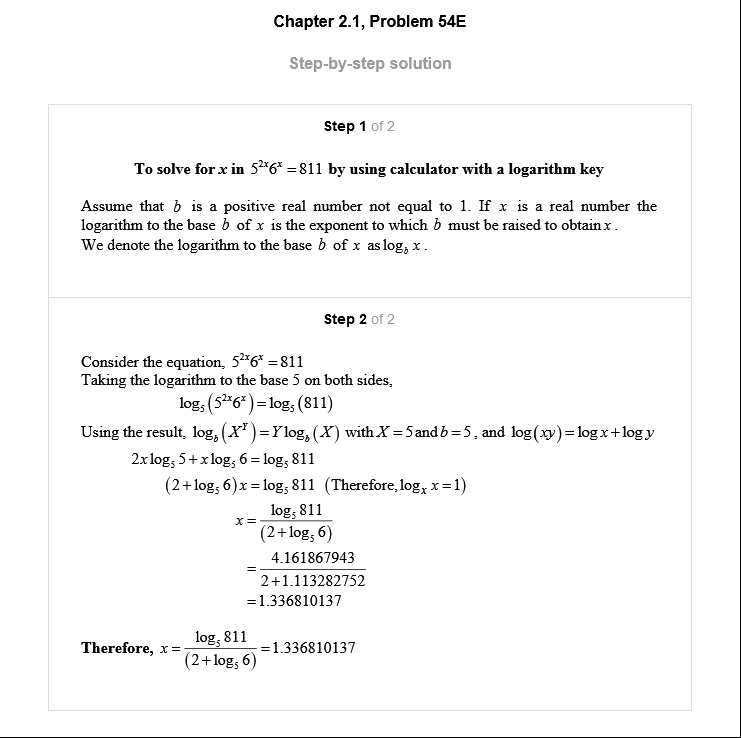 Chapter 2.1, Problem 54E
Step-by-step solution
Step 1 of 2
To solve for x in 5^{2x}6^x = 811 by using calculator with a logarithm key
Assume that b is a positive real number not equal to 1. If x is a real number the
logarithm to the base b of x is the exponent to which b must be raised to obtain x .
We denote the logarithm to the base b of x as log_b x .
Step 2 of 2
Consider the equation, 5^{2x}6^x = 811
Taking the logarithm to the base 5 on both sides,
log_5 (5^{2x}6^x) = log_5 (811)
Using the result, log_b (X^Y) = Y log_b (X) with X = 5 and b = 5 , and log(xy) = log x + log y
2x log_5 5 + x log_5 6 = log_5 811
(2 + log_5 6) x = log_5 811 (Therefore, log_x x = 1)
x = \frac{log_5 811}{(2 + log_5 6)}
= \frac{4.161867943}{2 + 1.113282752}
= 1.336810137
Therefore, x = \frac{log_5 811}{(2 + log_5 6)} = 1.336810137